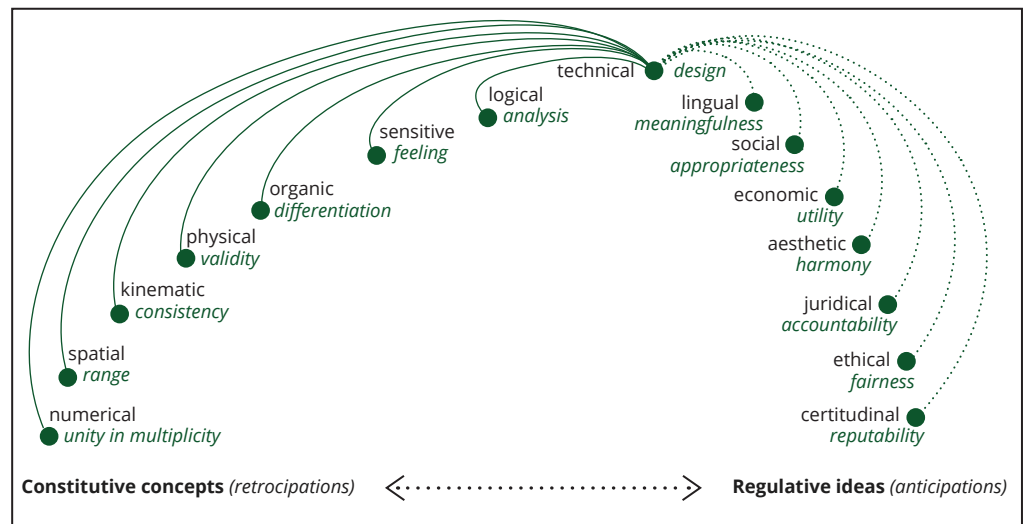 technical
design
logical
analysis
sensitive
feeling
organic
differentiation
physical
validity
kinematic
consistency
spatial
range
numerical
unity in multiplicity
lingual
meaningfulness
social
appropriateness
economic
utility
aesthetic
harmony
juridical
accountability
ethical
fairness
certitudinal
reputability
Constitutive concepts (retrocipations)
Regulative ideas (anticipations)